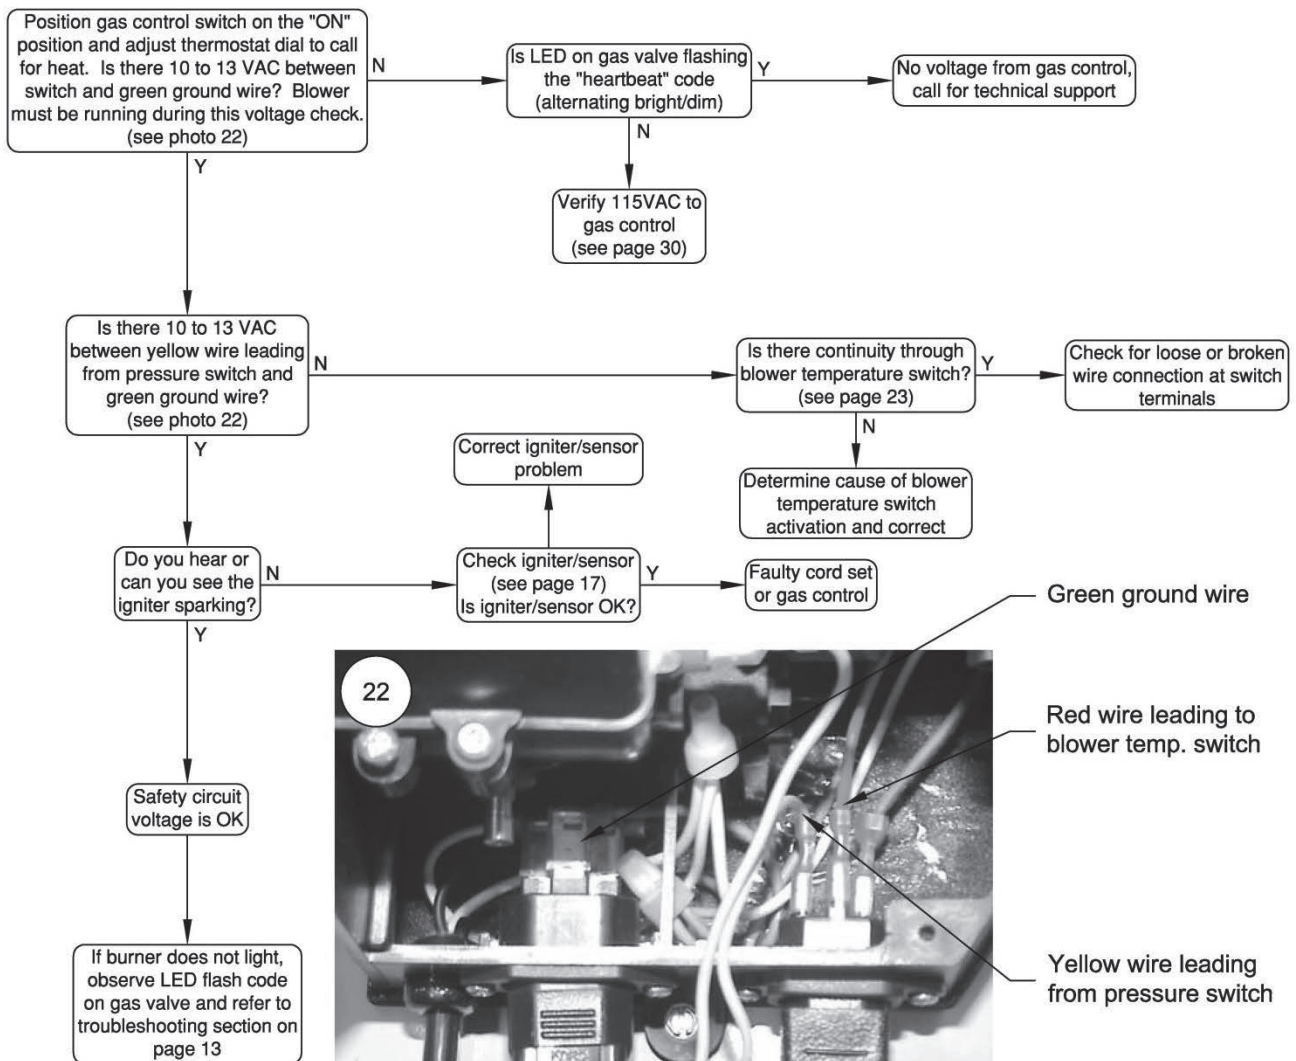 Position gas control switch on the "ON"
position and adjust thermostat dial to call
for heat. Is there 10 to 13 VAC between
switch and green ground wire? Blower
must be running during this voltage check.
(see photo 22)
N
Is LED on gas valve flashing
the "heartbeat" code
(alternating bright/dim)
Y
No voltage from gas control,
call for technical support
N
Verify 115VAC to
gas control
(see page 30)
Y
Is there 10 to 13 VAC
between yellow wire leading
from pressure switch and
green ground wire?
(see photo 22)
N
Is there continuity through
blower temperature switch?
(see page 23)
Y
Check for loose or broken
wire connection at switch
terminals
N
Determine cause of blower
temperature switch
activation and correct
Y
Do you hear or
can you see the
igniter sparking?
N
Check igniter/sensor
(see page 17)
Is igniter/sensor OK?
Correct igniter/sensor
problem
Y
Faulty cord set
or gas control
Y
Safety circuit
voltage is OK
If burner does not light,
observe LED flash code
on gas valve and refer to
troubleshooting section on
page 13
22
Green ground wire
Red wire leading to
blower temp. switch
Yellow wire leading
from pressure switch